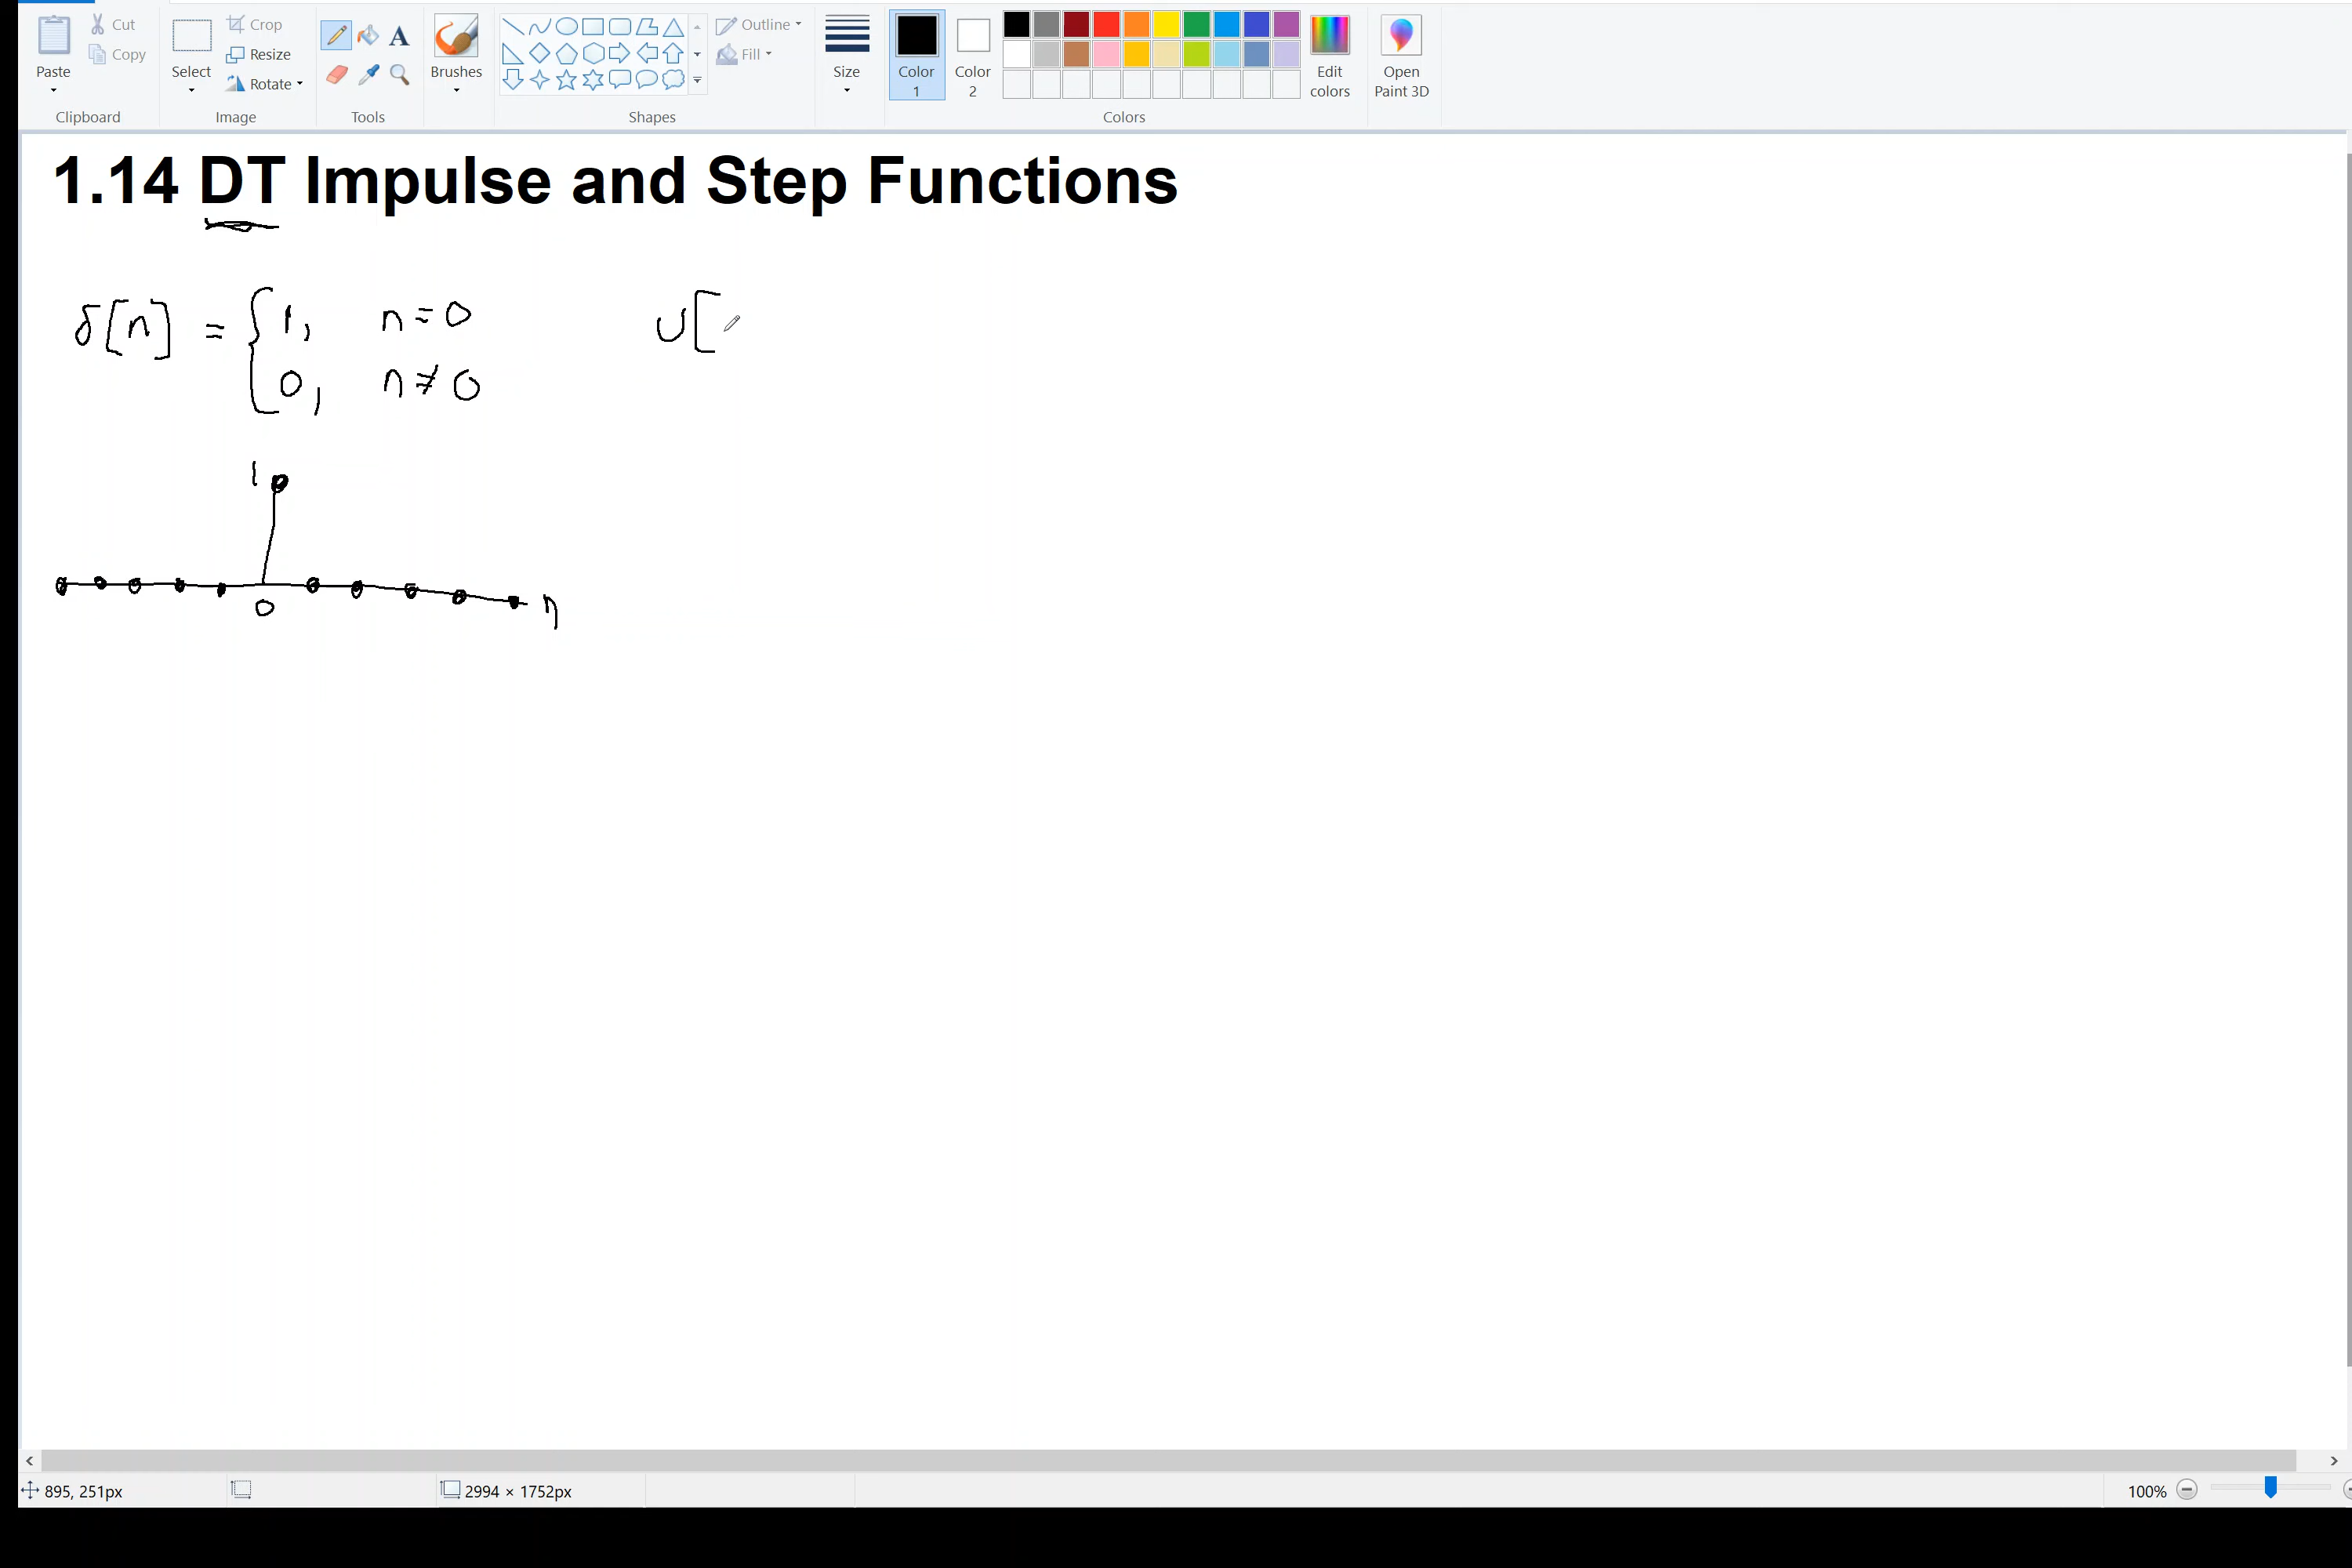 Paste
Cut
Copy
Clipboard
Select
Crop
Resize
Rotate
Image
A
Tools
Brushes
Outline
Fill
Shapes
Size
Color 1
Color 2
Colors
Edit colors
Open Paint 3D
1.14 DT Impulse and Step Functions
δ[n] = { 1, n = 0
0, n ≠ 0
u[
1
0
n
895, 251px
2994 × 1752px
100%